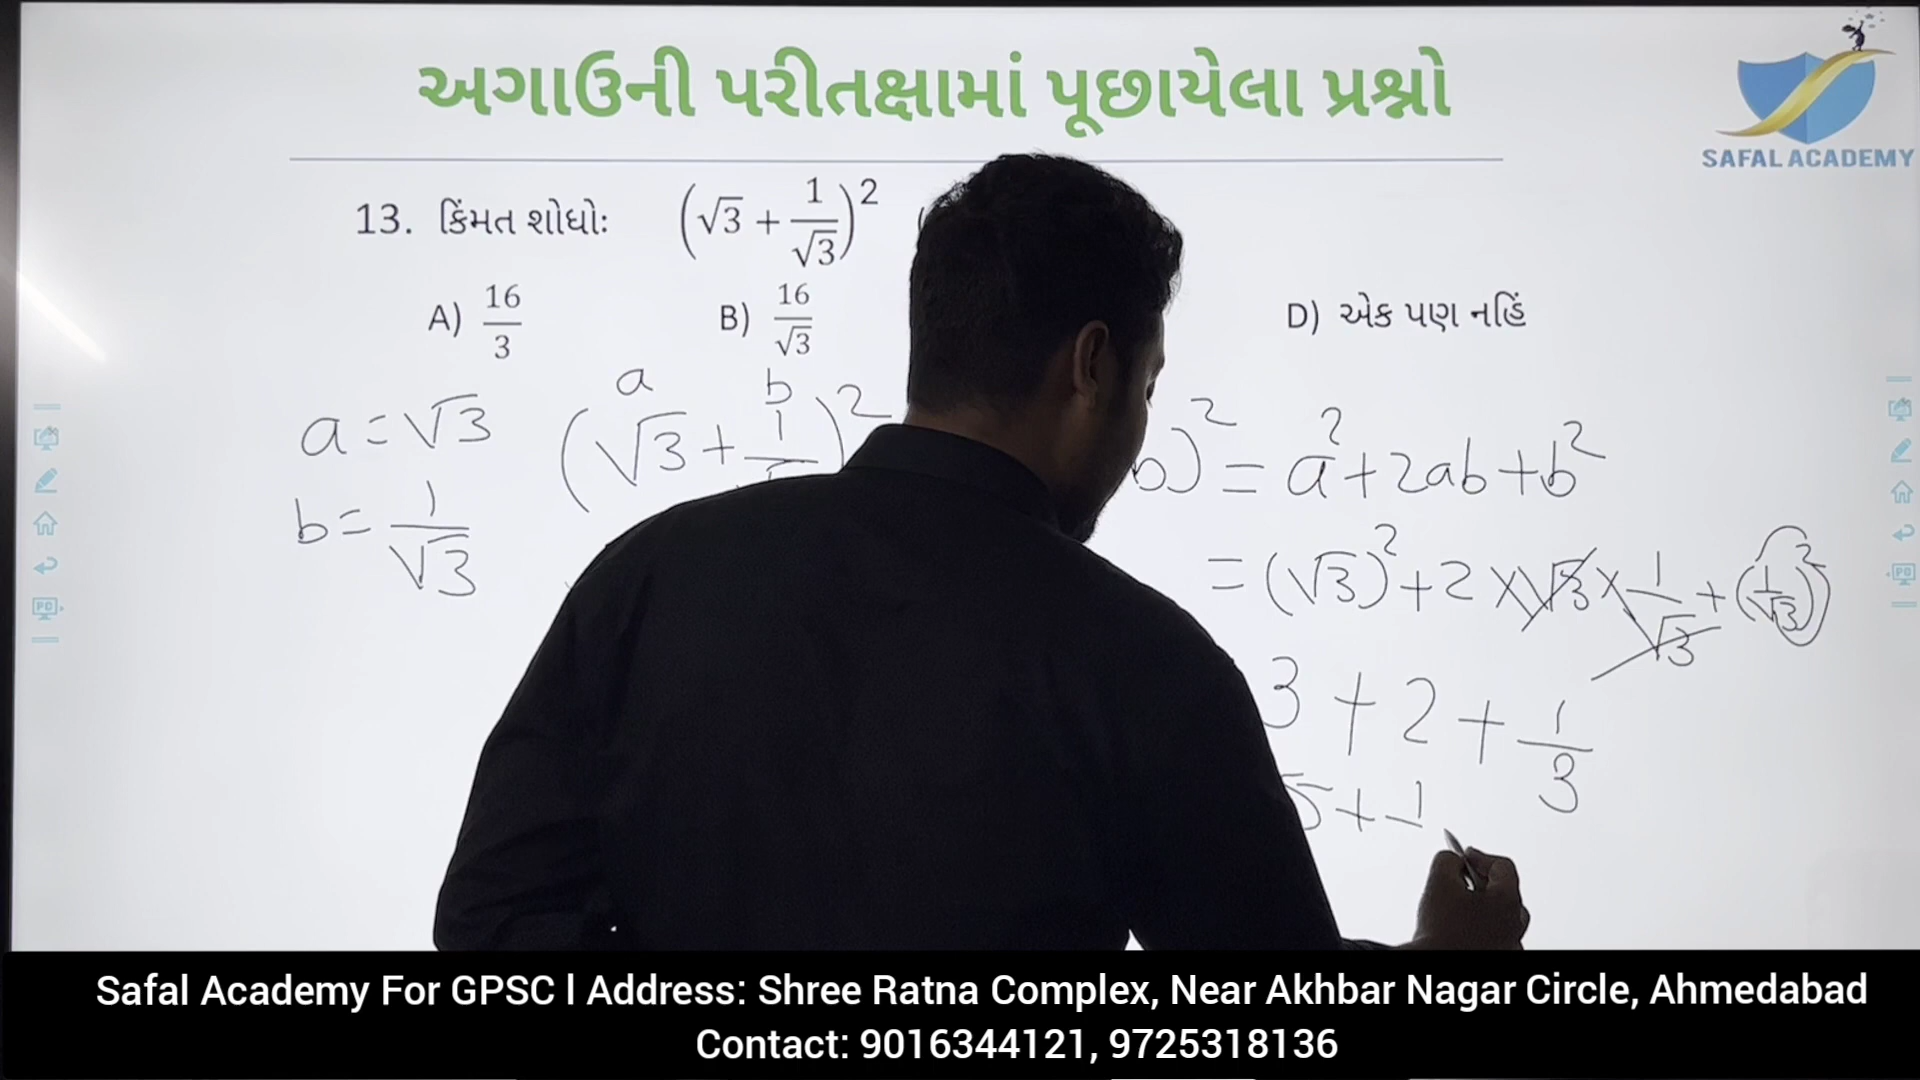 અગાઉની પરીતક્ષામાં પૂછાયેલા પ્રશ્નો
SAFAL ACADEMY
13. કિંમત શોધોઃ (√3 + 1/√3)²
A) 16/3 B) 16/√3 D) એક પણ નહિં
a b
a = √3 (√3 + 1 )² b)² = a² + 2ab + b²
b = 1/√3 = (√3)² + 2 × √3 × 1/√3 + (1/√3)²
3 + 2 + 1/3
5 + 1
Safal Academy For GPSC l Address: Shree Ratna Complex, Near Akhbar Nagar Circle, Ahmedabad
Contact: 9016344121, 9725318136